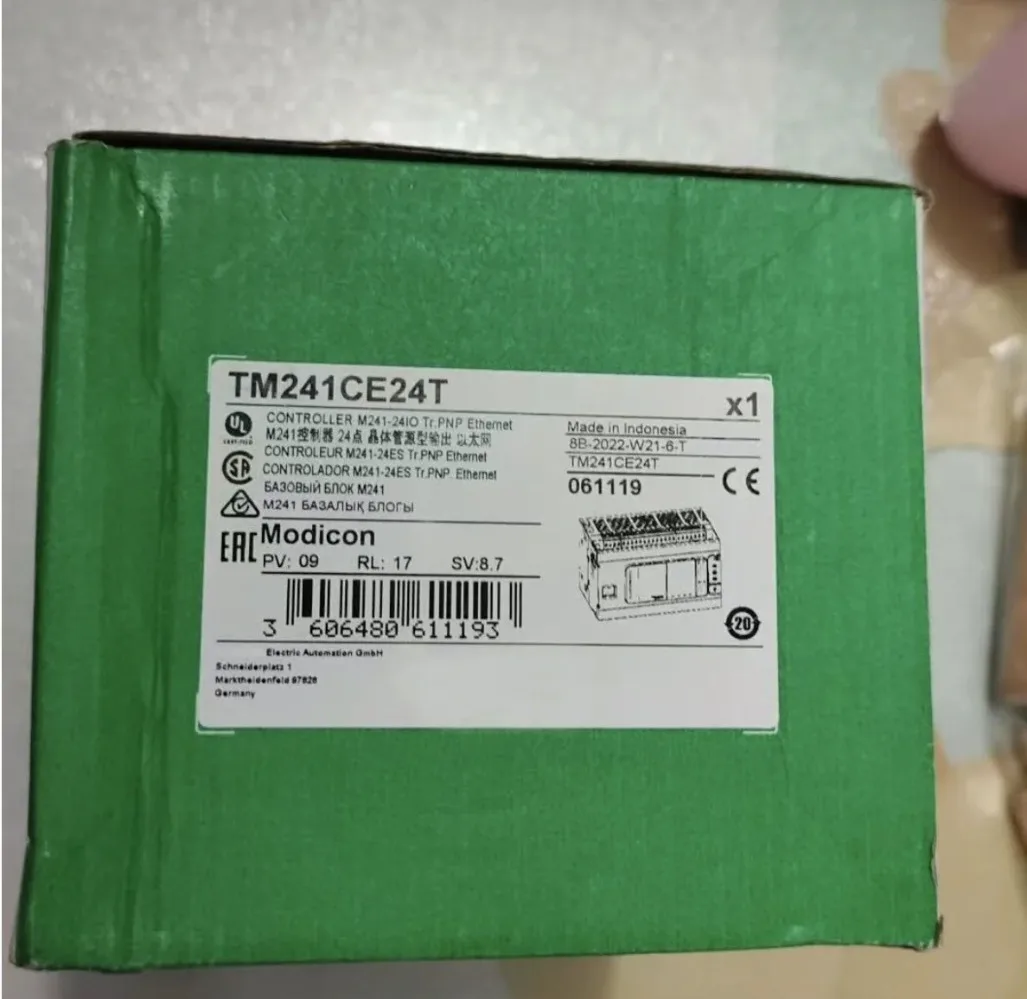 TM241CE24T
x1
UL
CONTROLLER M241-24IO Tr.PNP Ethernet
M241控制器 24点 晶体管源型输出 以太网
CONTROLEUR M241-24ES Tr.PNP Ethernet
CONTROLADOR M241-24ES Tr.PNP Ethernet
БАЗОВЫЙ БЛОК M241
M241 БАЗАЛЫҚ БЛОГЫ
SA
EAC
Modicon
PV: 09 RL: 17 SV:8.7
3 606480 611193
Made in Indonesia
8B-2022-W21-6-T
TM241CE24T
061119
CE
20
Electric Automation GmbH
Schneiderplatz 1
Marktheidenfeld 97828
Germany